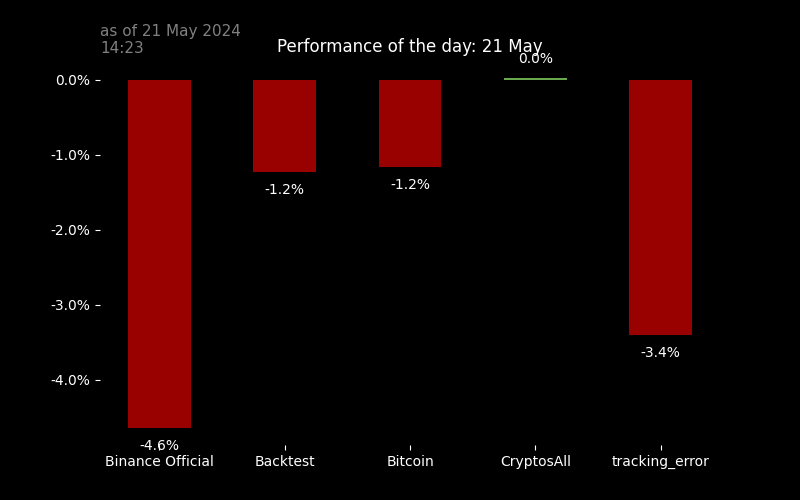 as of 21 May 2024
14:23
Performance of the day: 21 May
0.0%
0.0%
-1.0%
-1.2%
-1.2%
-2.0%
-3.0%
-3.4%
-4.0%
-4.6%
Binance Official
Backtest
Bitcoin
CryptosAll
tracking_error